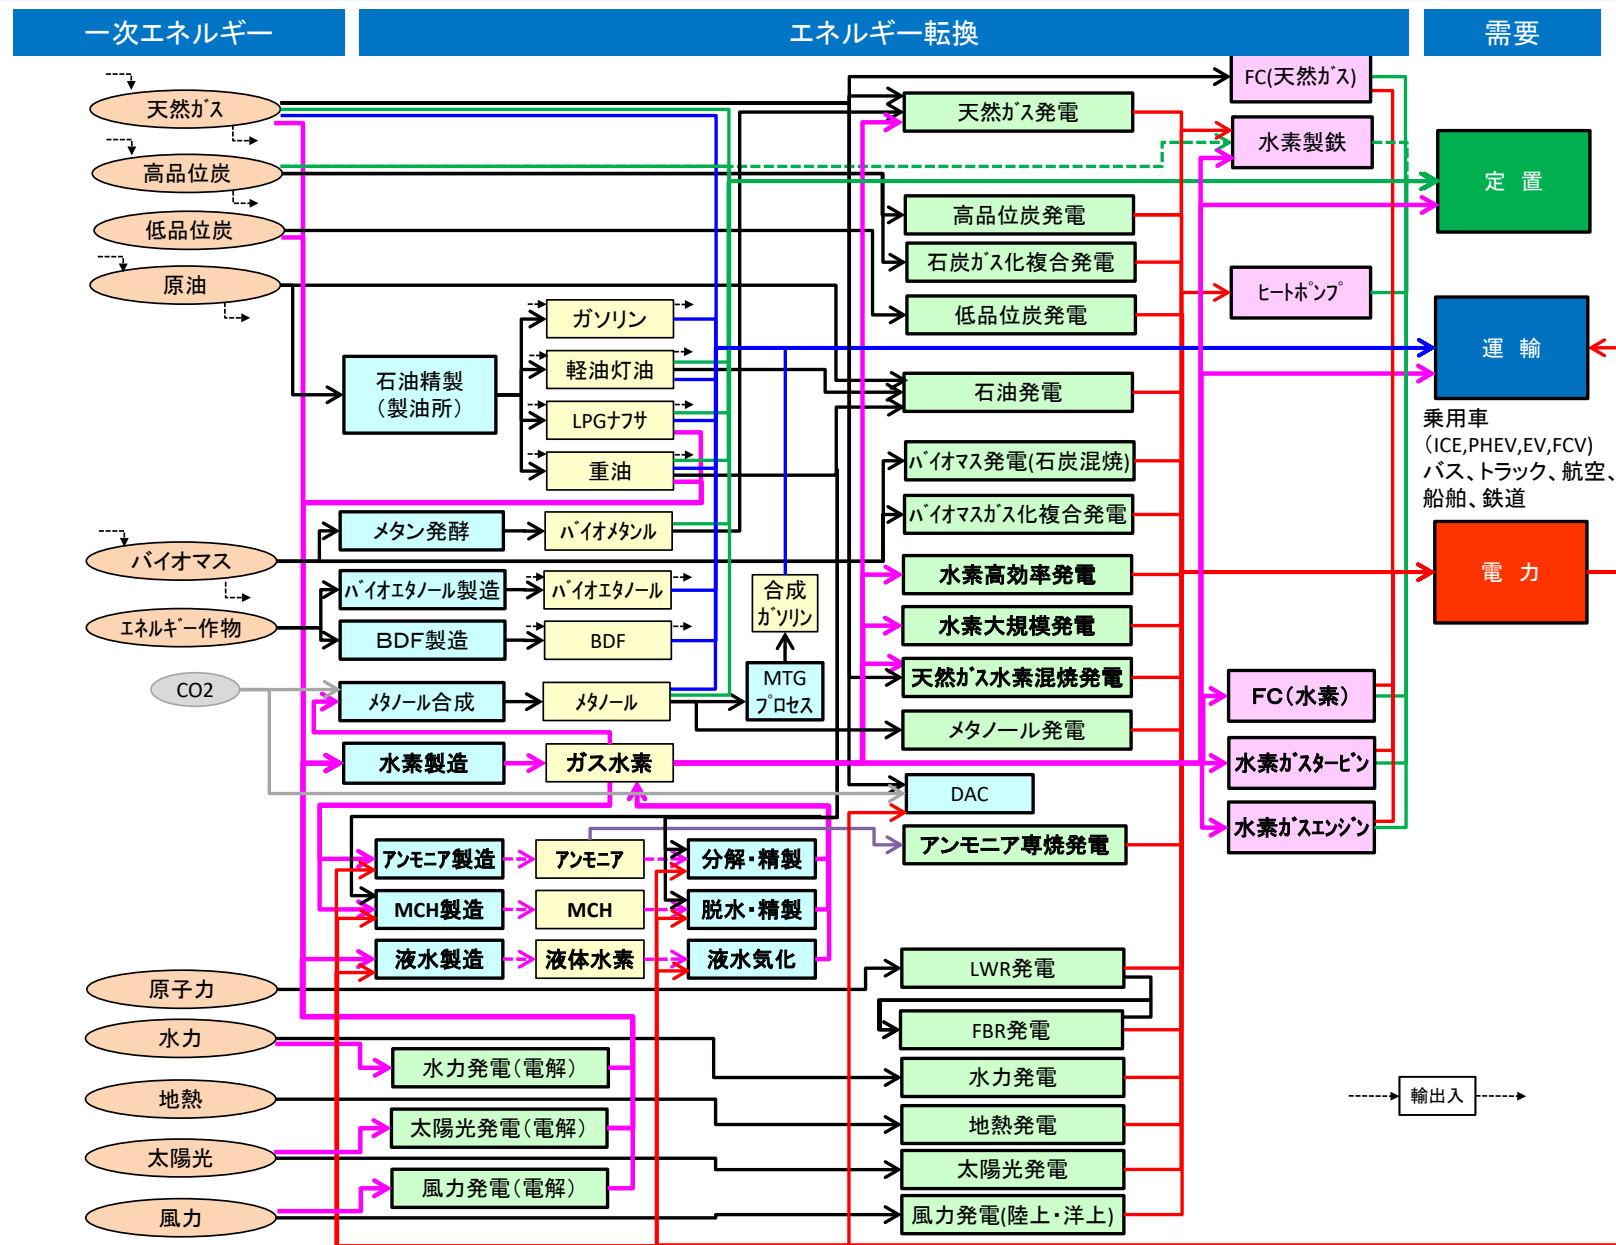 一次エネルギー
エネルギー転換
需要
天然ガス
高品位炭
低品位炭
原油
バイオマス
エネルギー作物
CO2
原子力
水力
地熱
太陽光
風力
石油精製
(製油所)
ガソリン
軽油灯油
LPGナフサ
重油
メタン発酵
バイオメタンル
バイオエタノール製造
バイオエタノール
BDF製造
BDF
メタノール合成
メタノール
水素製造
ガス水素
合成
ガソリン
MTG
プロセス
アンモニア製造
アンモニア
分解・精製
MCH製造
MCH
脱水・精製
液水製造
液体水素
液水気化
水力発電(電解)
太陽光発電(電解)
風力発電(電解)
天然ガス発電
高品位炭発電
石炭ガス化複合発電
低品位炭発電
石油発電
バイオマス発電(石炭混焼)
バイオマスガス化複合発電
水素高効率発電
水素大規模発電
天然ガス水素混焼発電
メタノール発電
DAC
アンモニア専焼発電
LWR発電
FBR発電
水力発電
地熱発電
太陽光発電
風力発電(陸上・洋上)
FC(天然ガス)
水素製鉄
ヒートポンプ
FC(水素)
水素ガスタービン
水素ガスエンジン
定 置
運 輸
乗用車
(ICE,PHEV,EV,FCV)
バス、トラック、航空、
船舶、鉄道
電 力
輸出入